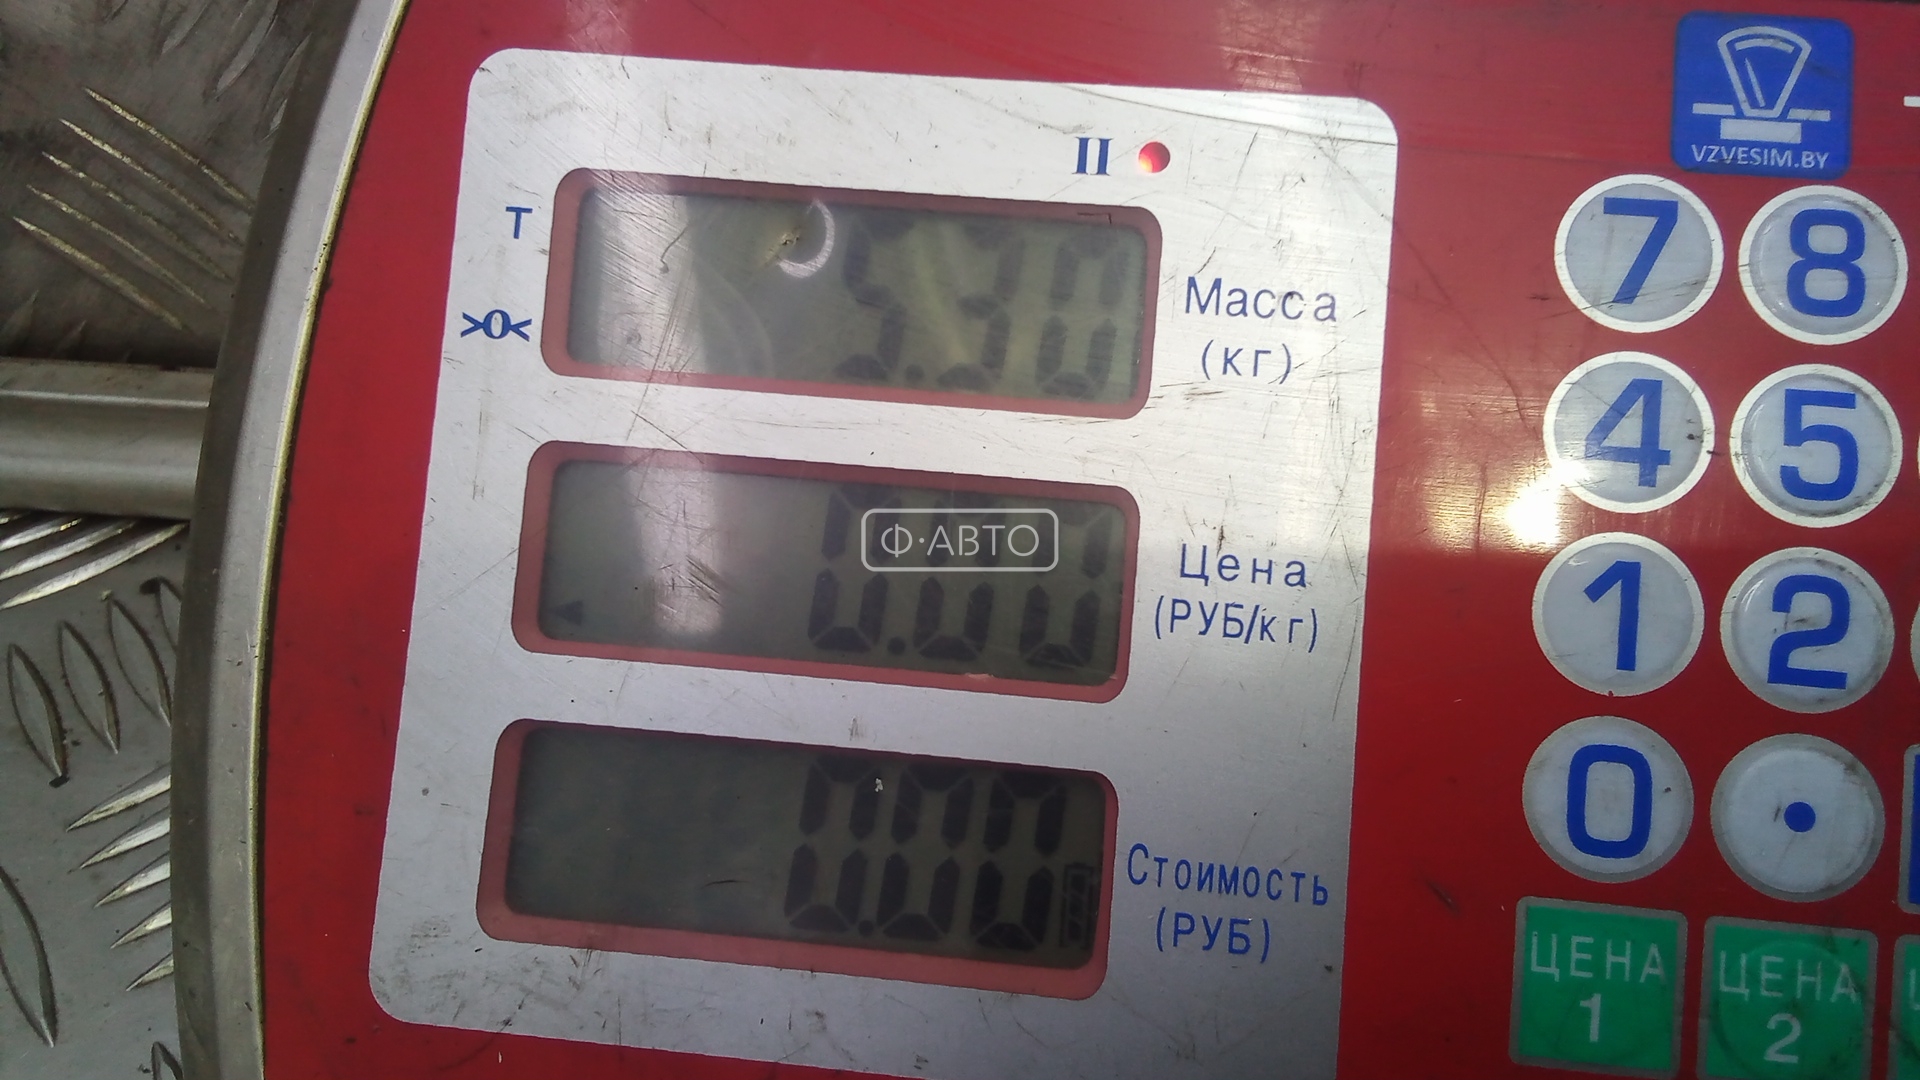 VZVESIM.BY
II
T
>0<
Масса
(кг)
5.30
7
8
Ф·АВТО
Цена
(РУБ/кг)
0.00
4
5
1
2
Стоимость
(РУБ)
0.00
0
.
ЦЕНА
1
ЦЕНА
2